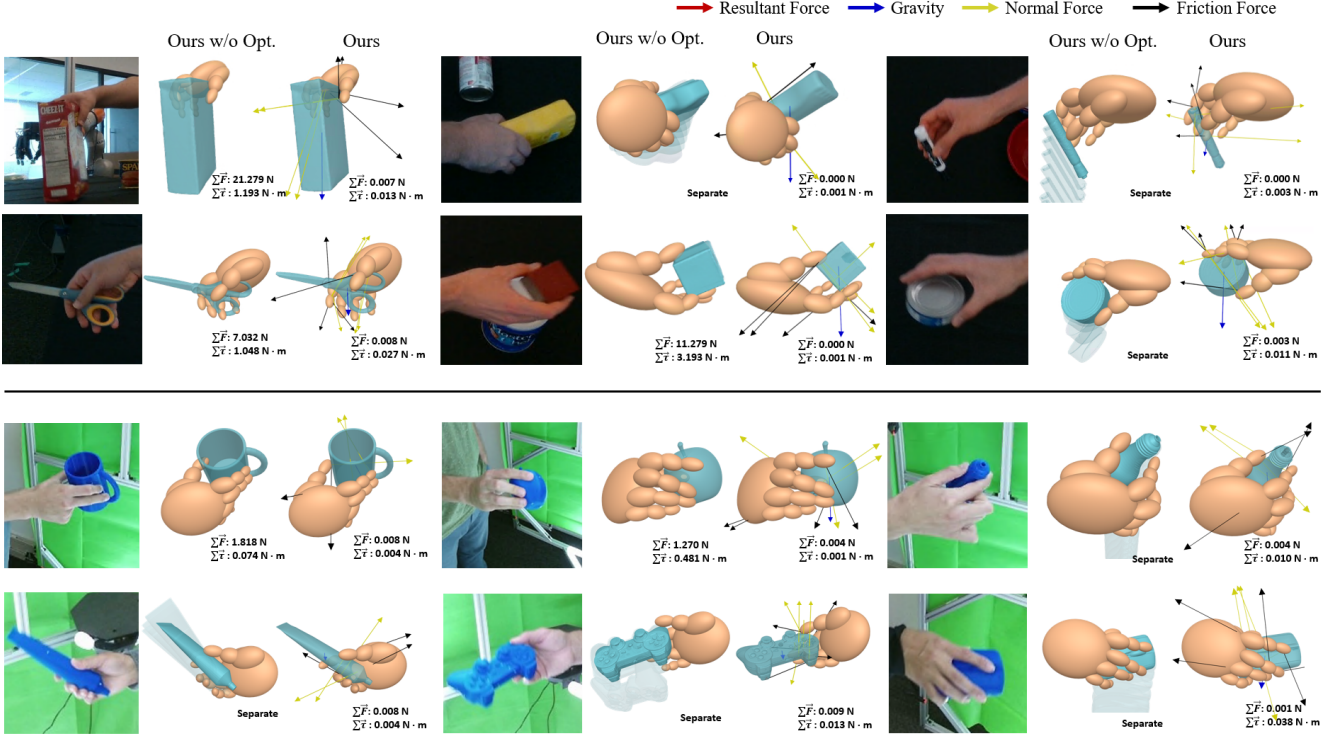 Resultant Force Gravity Normal Force Friction Force
Ours w/o Opt. Ours Ours w/o Opt. Ours Ours w/o Opt. Ours
CHEEZ-IT
SPA
∑F⃗: 21.279 N
∑τ⃗ : 1.193 N · m
∑F⃗: 0.007 N
∑τ⃗ : 0.013 N · m
Separate
∑F⃗: 0.000 N
∑τ⃗ : 0.001 N · m
Separate
∑F⃗: 0.000 N
∑τ⃗ : 0.003 N · m
∑F⃗: 7.032 N
∑τ⃗ : 1.048 N · m
∑F⃗: 0.008 N
∑τ⃗ : 0.027 N · m
∑F⃗: 11.279 N
∑τ⃗ : 3.193 N · m
∑F⃗: 0.000 N
∑τ⃗ : 0.001 N · m
Separate
∑F⃗: 0.003 N
∑τ⃗ : 0.011 N · m
∑F⃗: 1.818 N
∑τ⃗ : 0.074 N · m
∑F⃗: 0.008 N
∑τ⃗ : 0.004 N · m
∑F⃗: 1.270 N
∑τ⃗ : 0.481 N · m
∑F⃗: 0.004 N
∑τ⃗ : 0.001 N · m
Separate
∑F⃗: 0.004 N
∑τ⃗ : 0.010 N · m
Separate
∑F⃗: 0.008 N
∑τ⃗ : 0.004 N · m
Separate
∑F⃗: 0.009 N
∑τ⃗ : 0.013 N · m
Separate
∑F⃗: 0.001 N
∑τ⃗ : 0.038 N · m